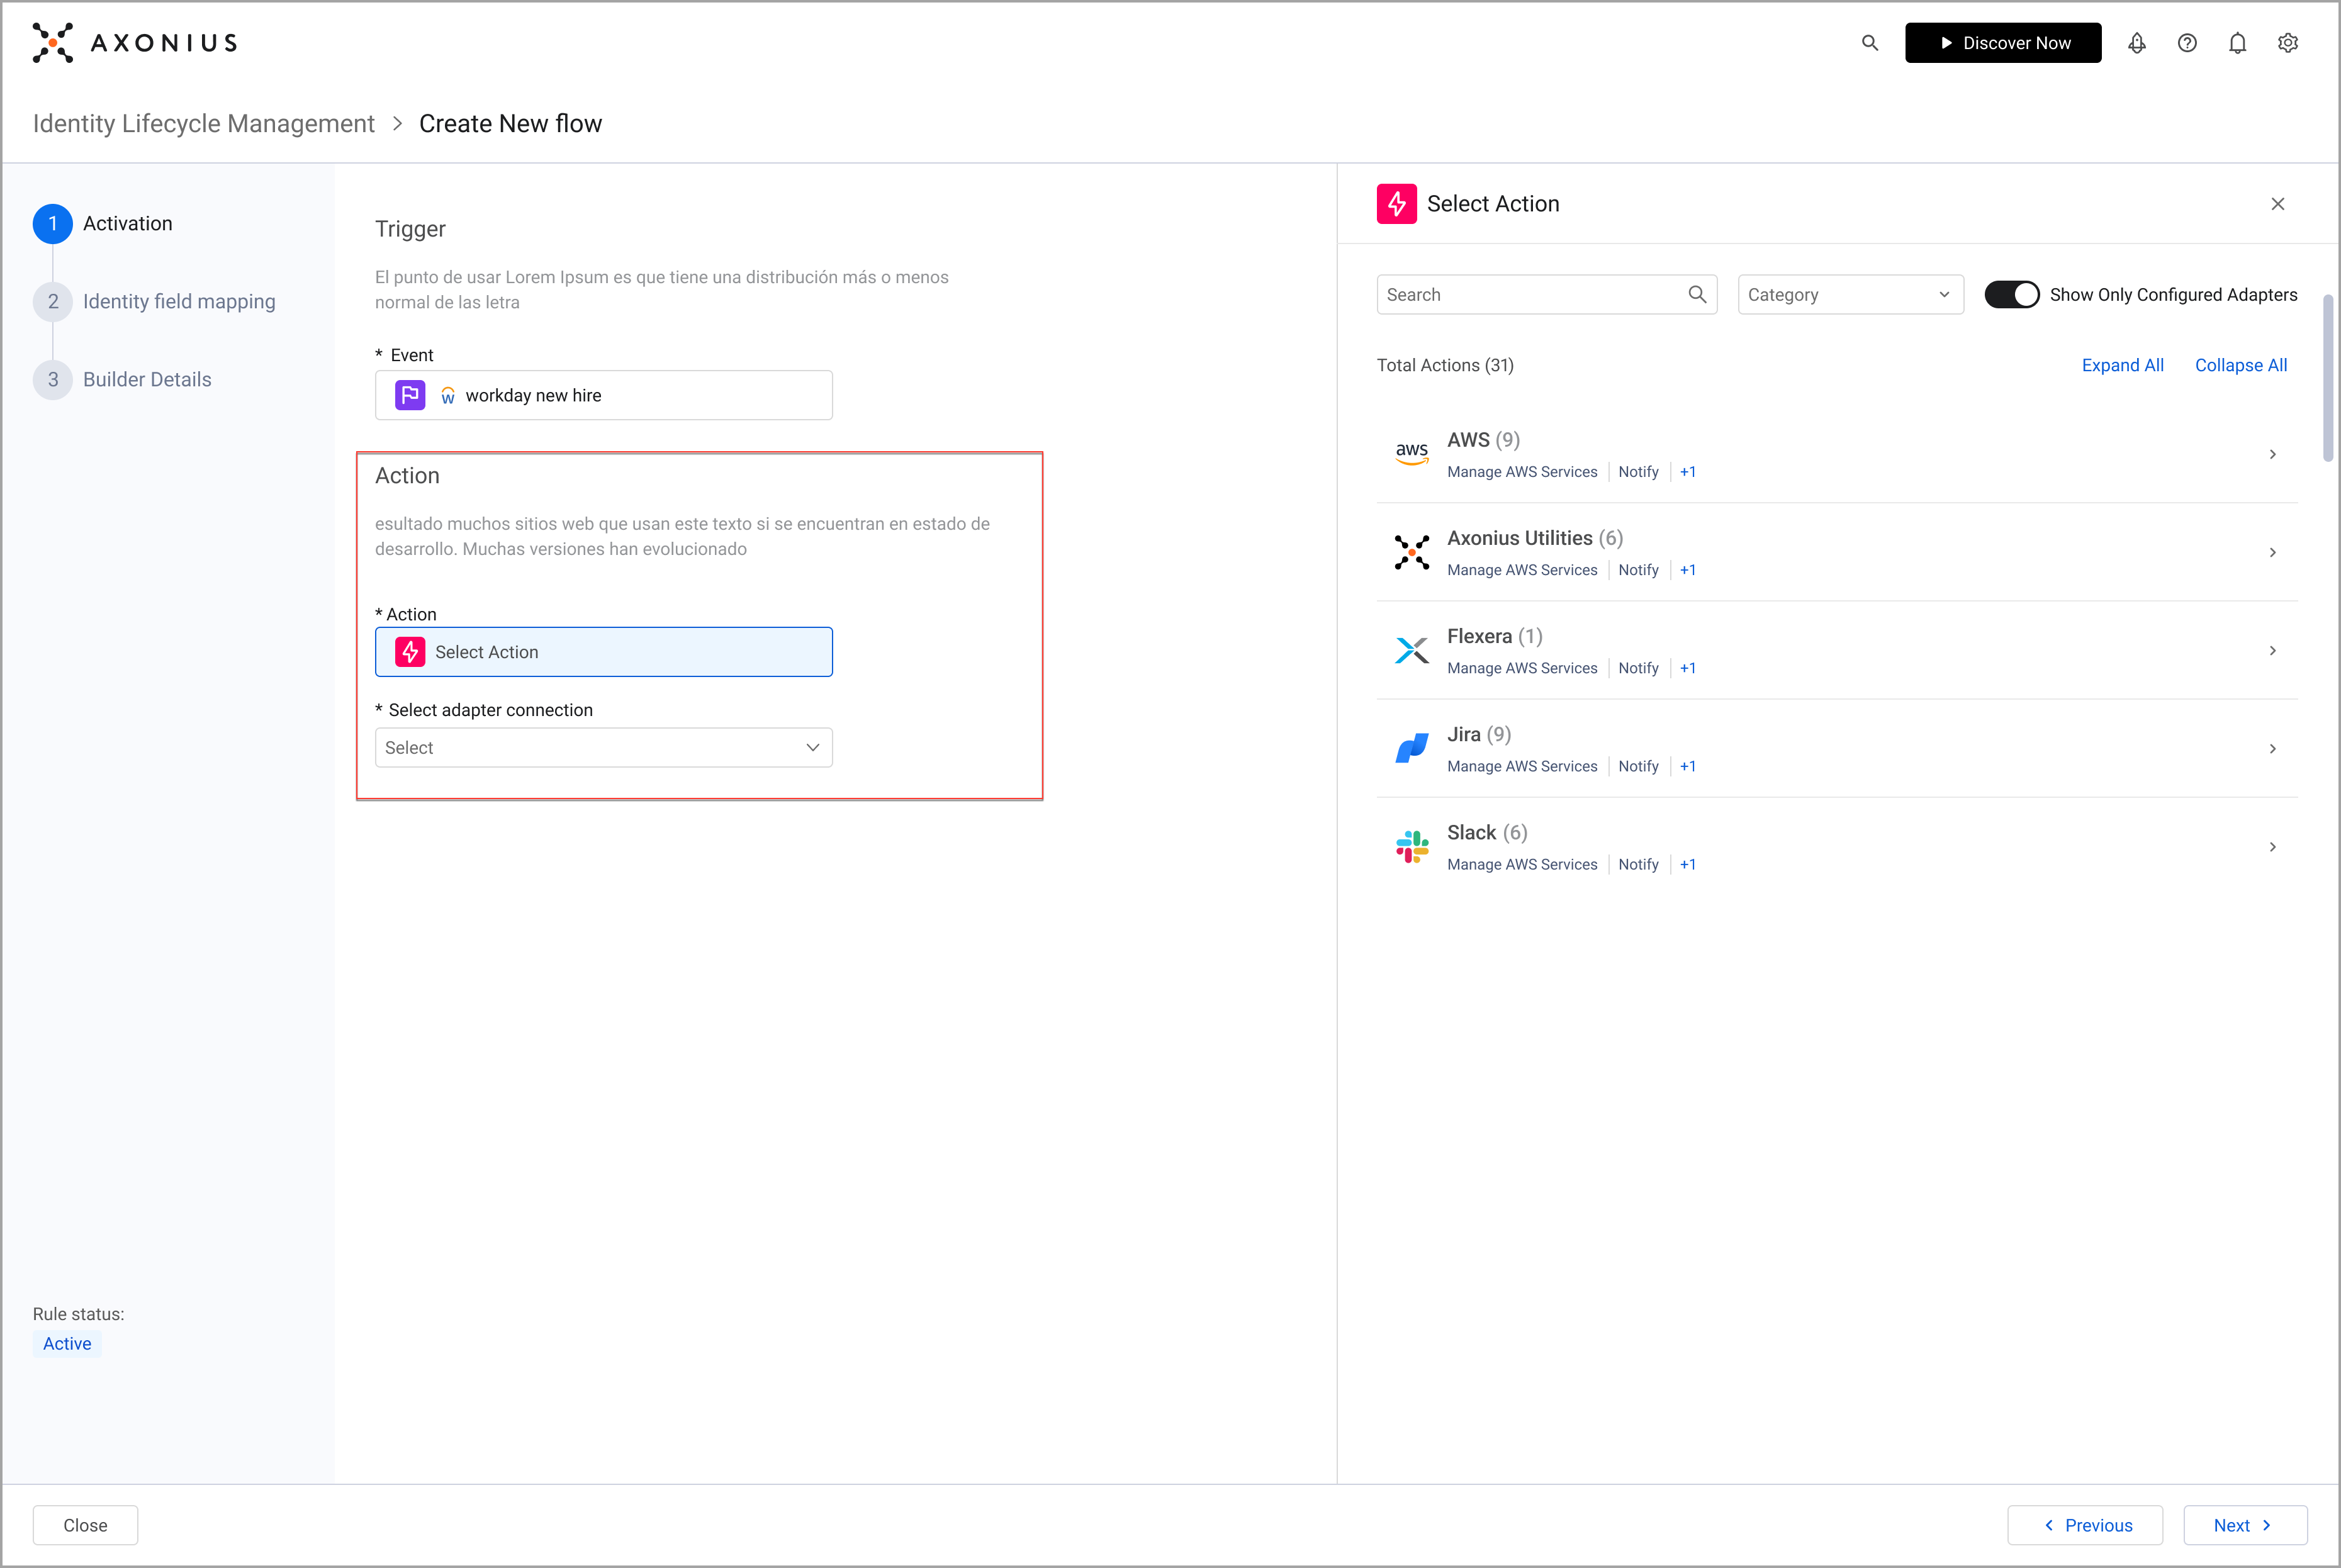 AXONIUS
Discover Now
Identity Lifecycle Management > Create New flow
1 Activation
2 Identity field mapping
3 Builder Details
Rule status:
Active
Trigger
El punto de usar Lorem Ipsum es que tiene una distribución más o menos
normal de las letra
* Event
W workday new hire
Action
esultado muchos sitios web que usan este texto si se encuentran en estado de
desarrollo. Muchas versiones han evolucionado
* Action
Select Action
* Select adapter connection
Select
Select Action
Search
Category
Show Only Configured Adapters
Total Actions (31)
Expand All
Collapse All
aws
AWS (9)
Manage AWS Services | Notify | +1
Axonius Utilities (6)
Manage AWS Services | Notify | +1
Flexera (1)
Manage AWS Services | Notify | +1
Jira (9)
Manage AWS Services | Notify | +1
Slack (6)
Manage AWS Services | Notify | +1
Close
Previous
Next